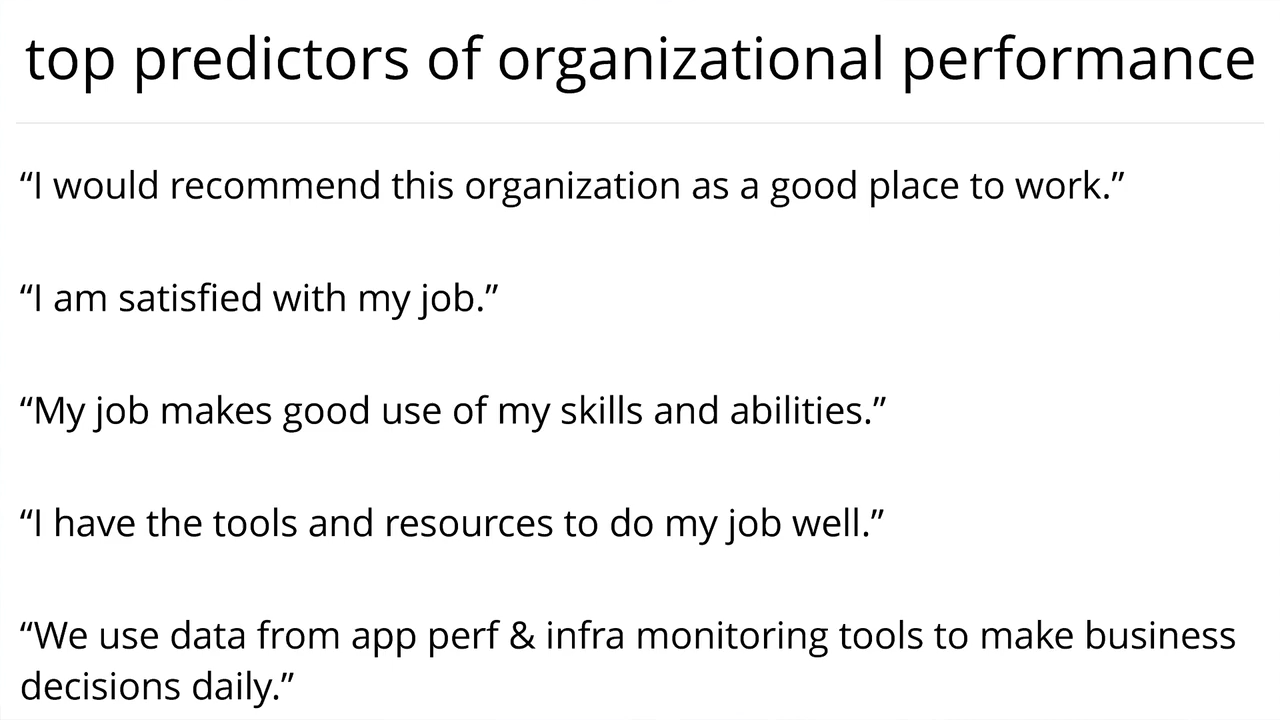 top predictors of organizational performance
“I would recommend this organization as a good place to work.”
“I am satisfied with my job.”
“My job makes good use of my skills and abilities.”
“I have the tools and resources to do my job well.”
“We use data from app perf & infra monitoring tools to make business
decisions daily.”